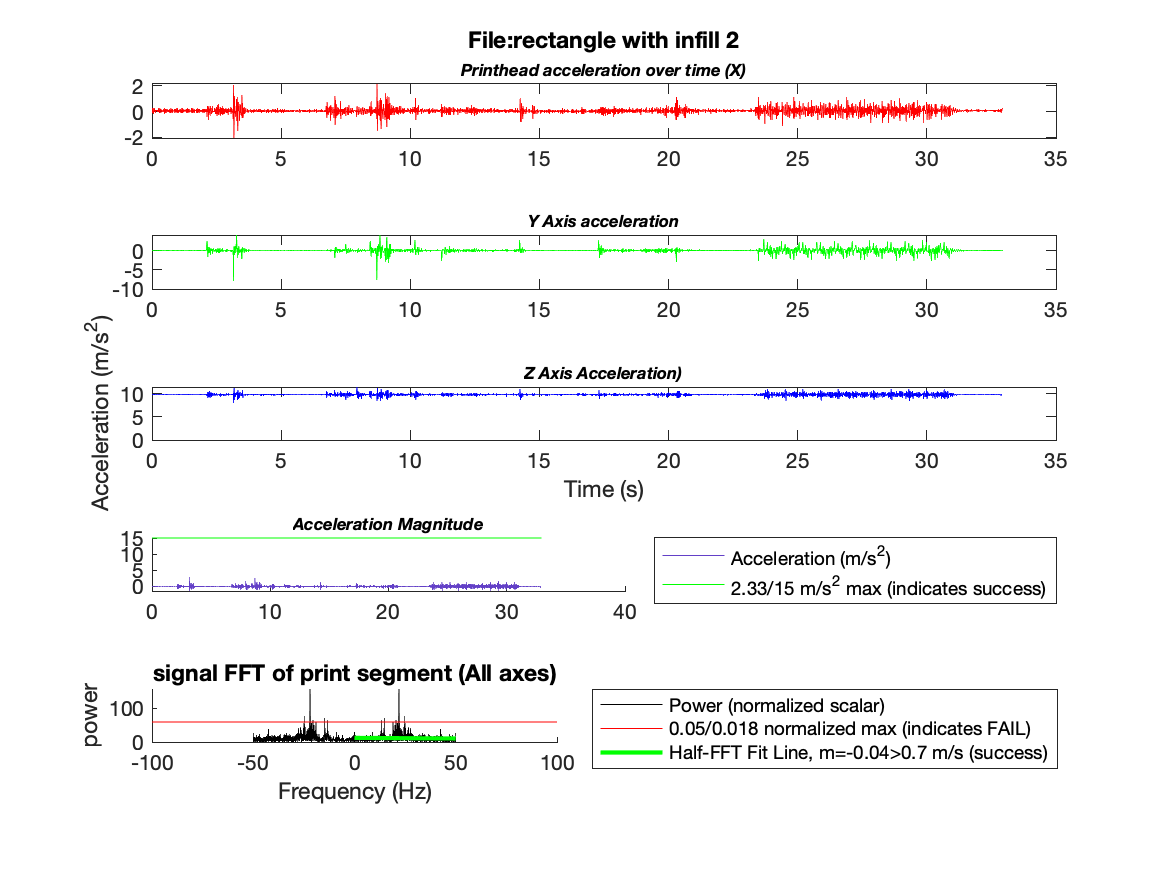 File:rectangle with infill 2
Printhead acceleration over time (X)
2
0
-2
0 5 10 15 20 25 30 35
Y Axis acceleration
0
-5
-10
0 5 10 15 20 25 30 35
Acceleration (m/s²)
Z Axis Acceleration)
10
5
0
0 5 10 15 20 25 30 35
Time (s)
Acceleration Magnitude
15
10
5
0
0 10 20 30 40
Acceleration (m/s²)
2.33/15 m/s² max (indicates success)
signal FFT of print segment (All axes)
power
100
0
-100 -50 0 50 100
Frequency (Hz)
Power (normalized scalar)
0.05/0.018 normalized max (indicates FAIL)
Half-FFT Fit Line, m=-0.04>0.7 m/s (success)